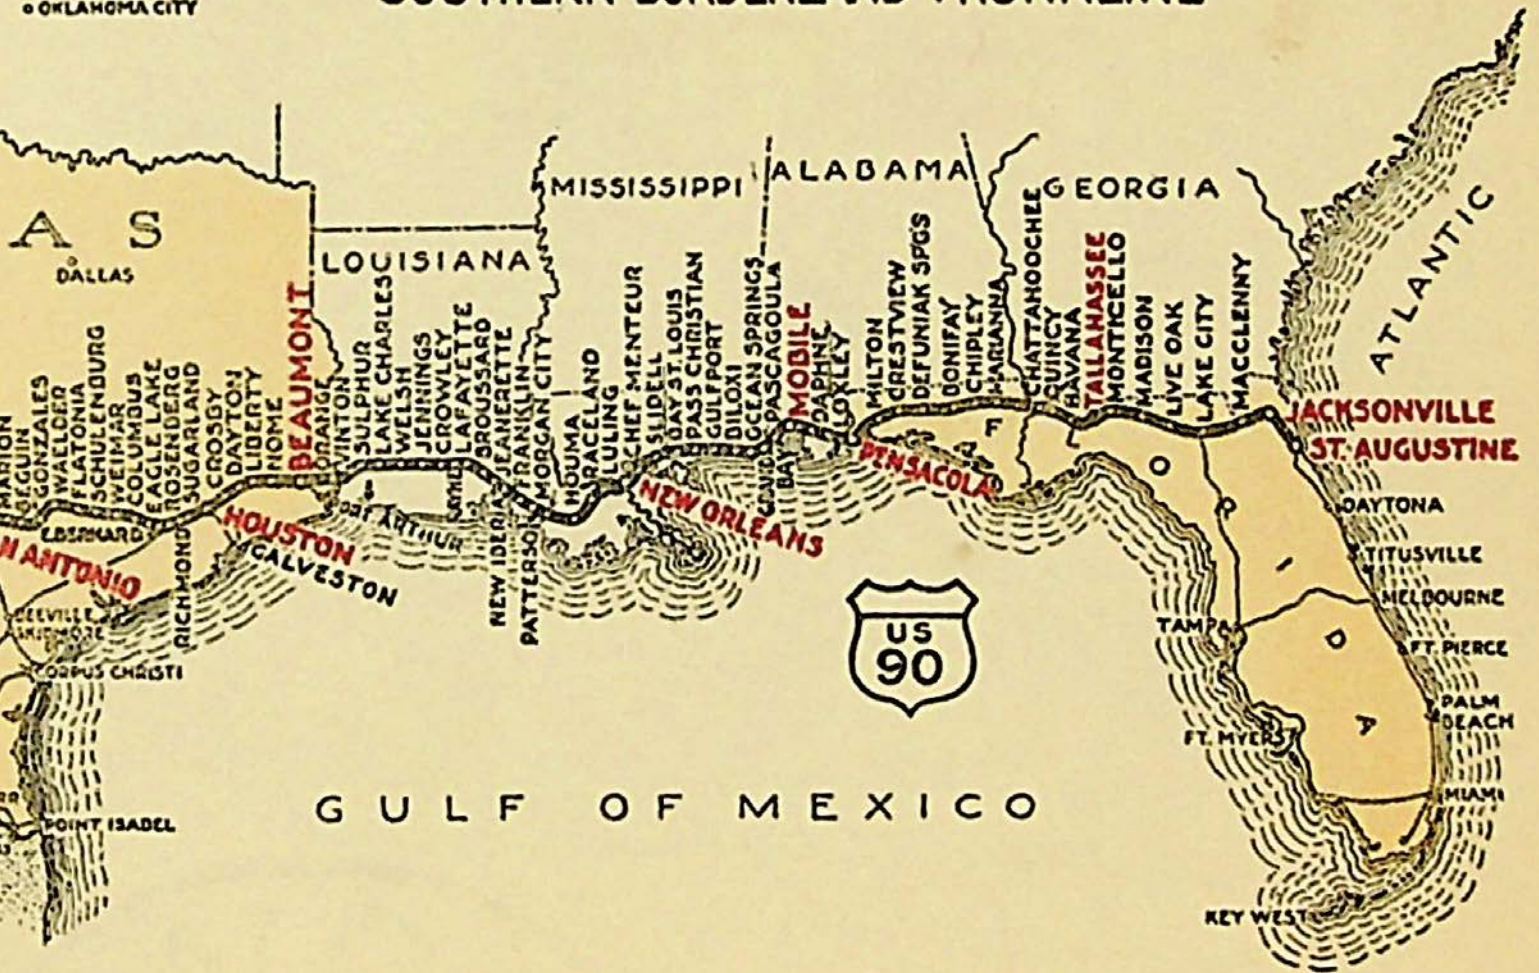 OKLAHOMA CITY
MISSISSIPPI
ALABAMA
GEORGIA
ATLANTIC
A S
DALLAS
LOUISIANA
SEGUIN
GONZALES
WAELDER
FLATONIA
SCHULENBURG
WEIMAR
COLUMBUS
EAGLE LAKE
ROSENBERG
SUGARLAND
CROSBY
DAYTON
LIBERTY
NOME
BEAUMONT
ORANGE
VINTON
SULPHUR
LAKE CHARLES
WELSH
JENNINGS
CROWLEY
LAFAYETTE
BROUSSARD
JEANERETTE
FRANKLIN
MORGAN CITY
HOUMA
RACELAND
LULING
CHEF MENTEUR
SLIDELL
BAY ST. LOUIS
PASS CHRISTIAN
GULFPORT
BILOXI
OCEAN SPRINGS
PASCAGOULA
MOBILE
DAPHNE
LOXLEY
MILTON
CRESTVIEW
DEFUNIAK SPGS
BONIFAY
CHIPLEY
MARIANNA
CHATTAHOOCHEE
QUINCY
HAVANA
TALLAHASSEE
MONTICELLO
MADISON
LIVE OAK
LAKE CITY
MACCLENNY
JACKSONVILLE
ST. AUGUSTINE
PENSACOLA
NEW ORLEANS
HOUSTON
GALVESTON
PORT ARTHUR
E.BERNARD
N ANTONIO
RICHMOND
NEW IBERIA
PATTERSON
BEEVILLE
SKIDMORE
CORPUS CHRISTI
POINT ISABEL
FLORIDA
DAYTONA
TITUSVILLE
MELBOURNE
TAMPA
FT. PIERCE
PALM
BEACH
FT. MYERS
MIAMI
KEY WEST
US
90
GULF OF MEXICO